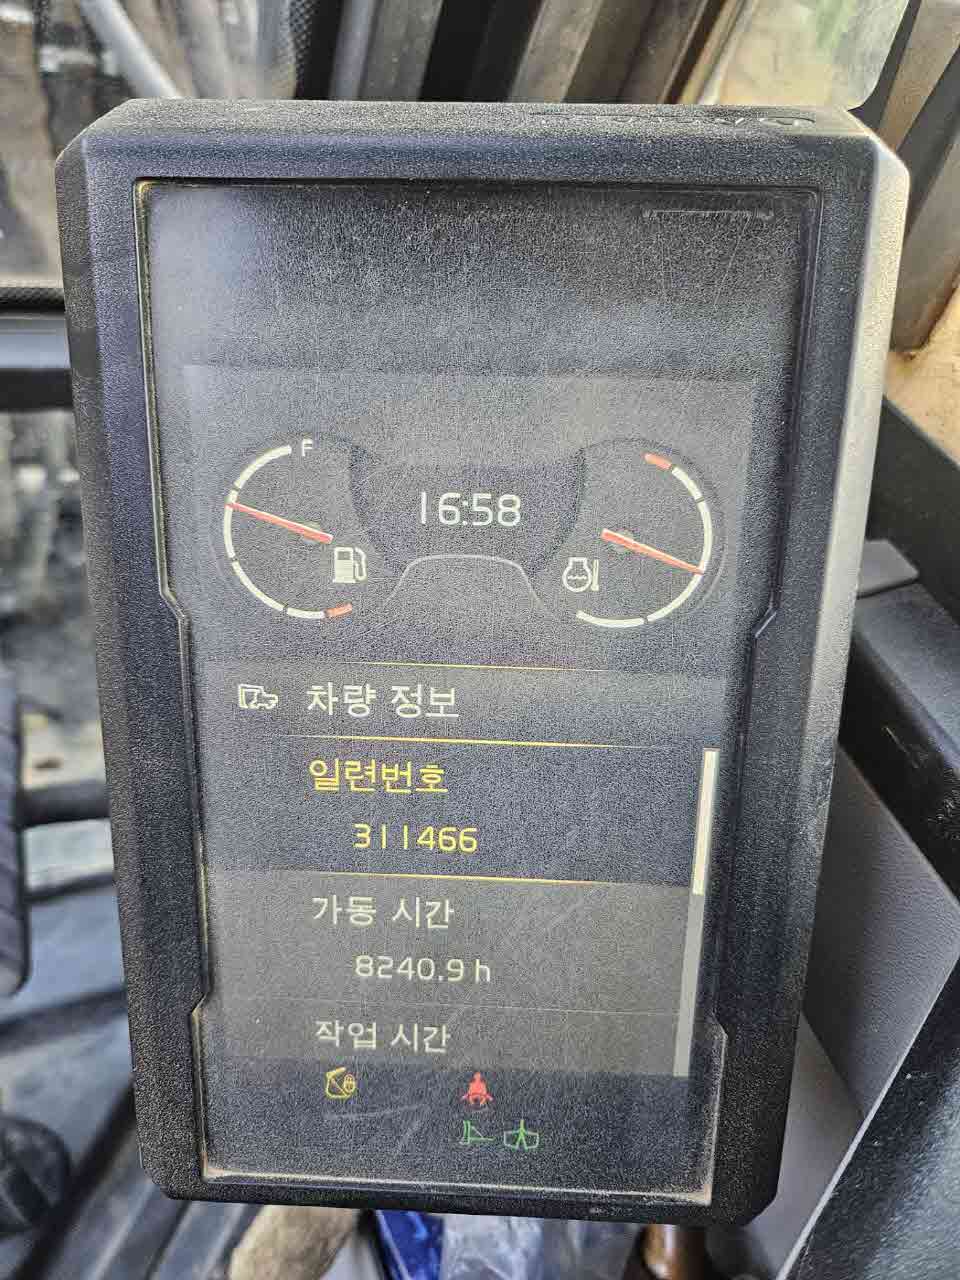 F
16:58
차량 정보
일련번호
311466
가동 시간
8240.9 h
작업 시간